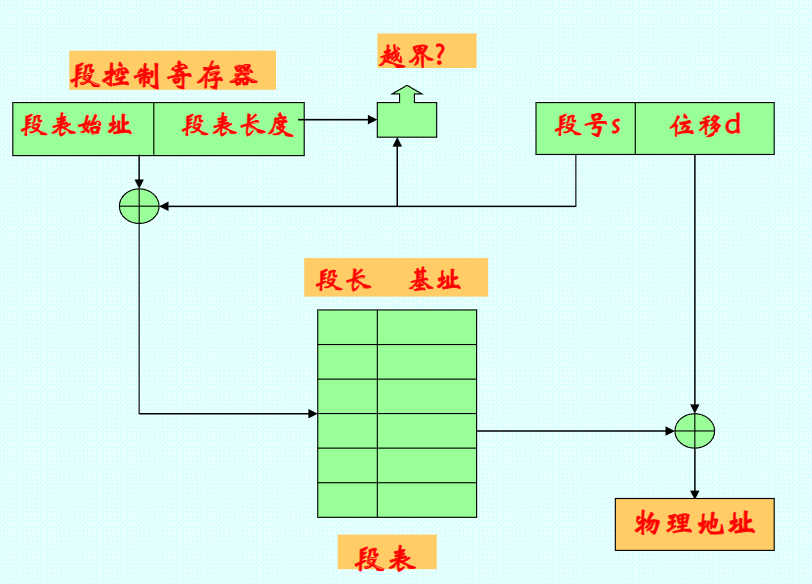 越界?
段控制寄存器
段表始址 段表长度
段号s 位移d
段长 基址
物理地址
段表